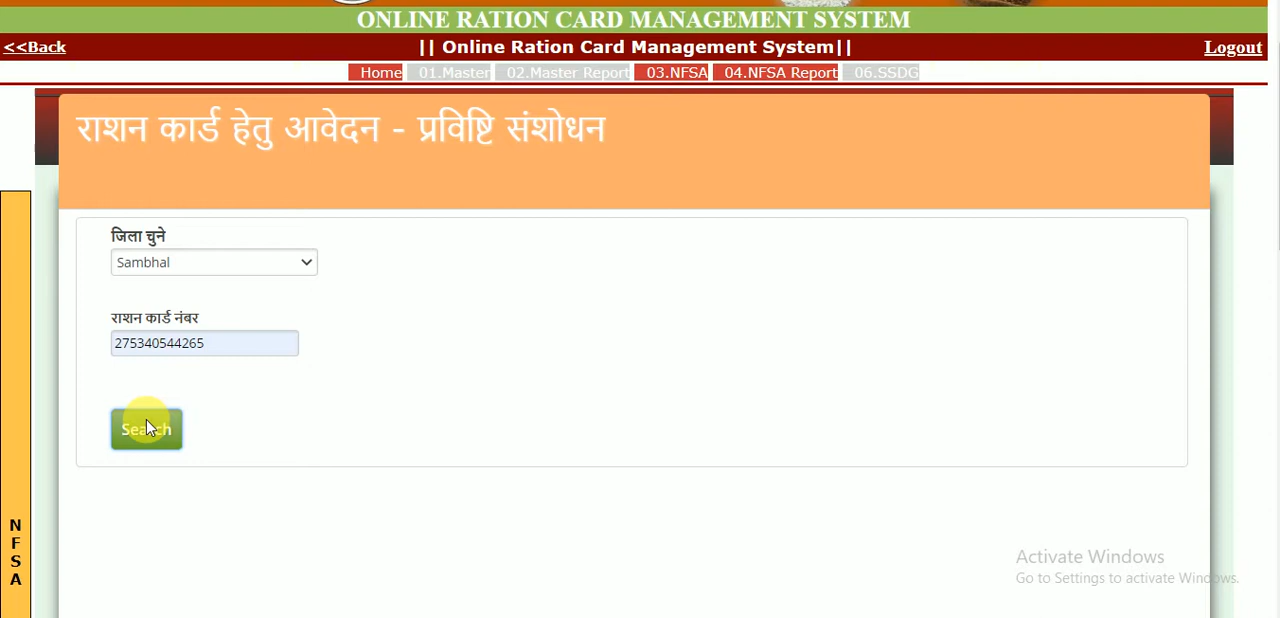 ONLINE RATION CARD MANAGEMENT SYSTEM
<<Back || Online Ration Card Management System|| Logout
Home 01.Master 02.Master Report 03.NFSA 04.NFSA Report 06.SSDG
राशन कार्ड हेतु आवेदन - प्रविष्टि संशोधन
जिला चुने
Sambhal
राशन कार्ड नंबर
275340544265
Search
NFSA
Activate Windows
Go to Settings to activate Windows.